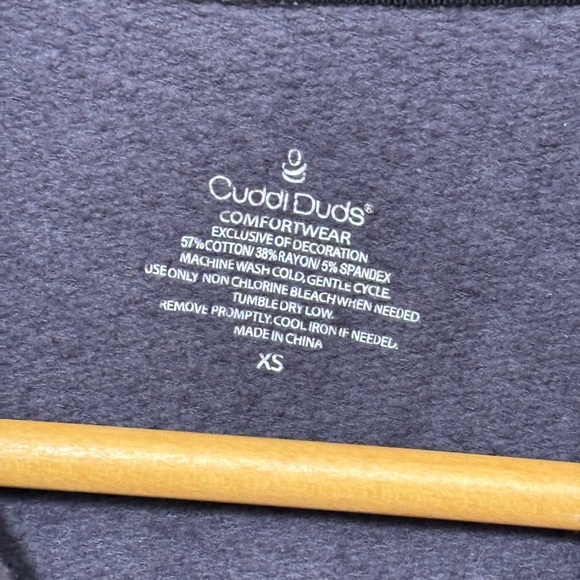 Cuddl Duds®
COMFORTWEAR
EXCLUSIVE OF DECORATION
57% COTTON/ 38% RAYON/ 5% SPANDEX
MACHINE WASH COLD, GENTLE CYCLE
USE ONLY NON CHLORINE BLEACH WHEN NEEDED
TUMBLE DRY LOW.
REMOVE PROMPTLY. COOL IRON IF NEEDED.
MADE IN CHINA
XS